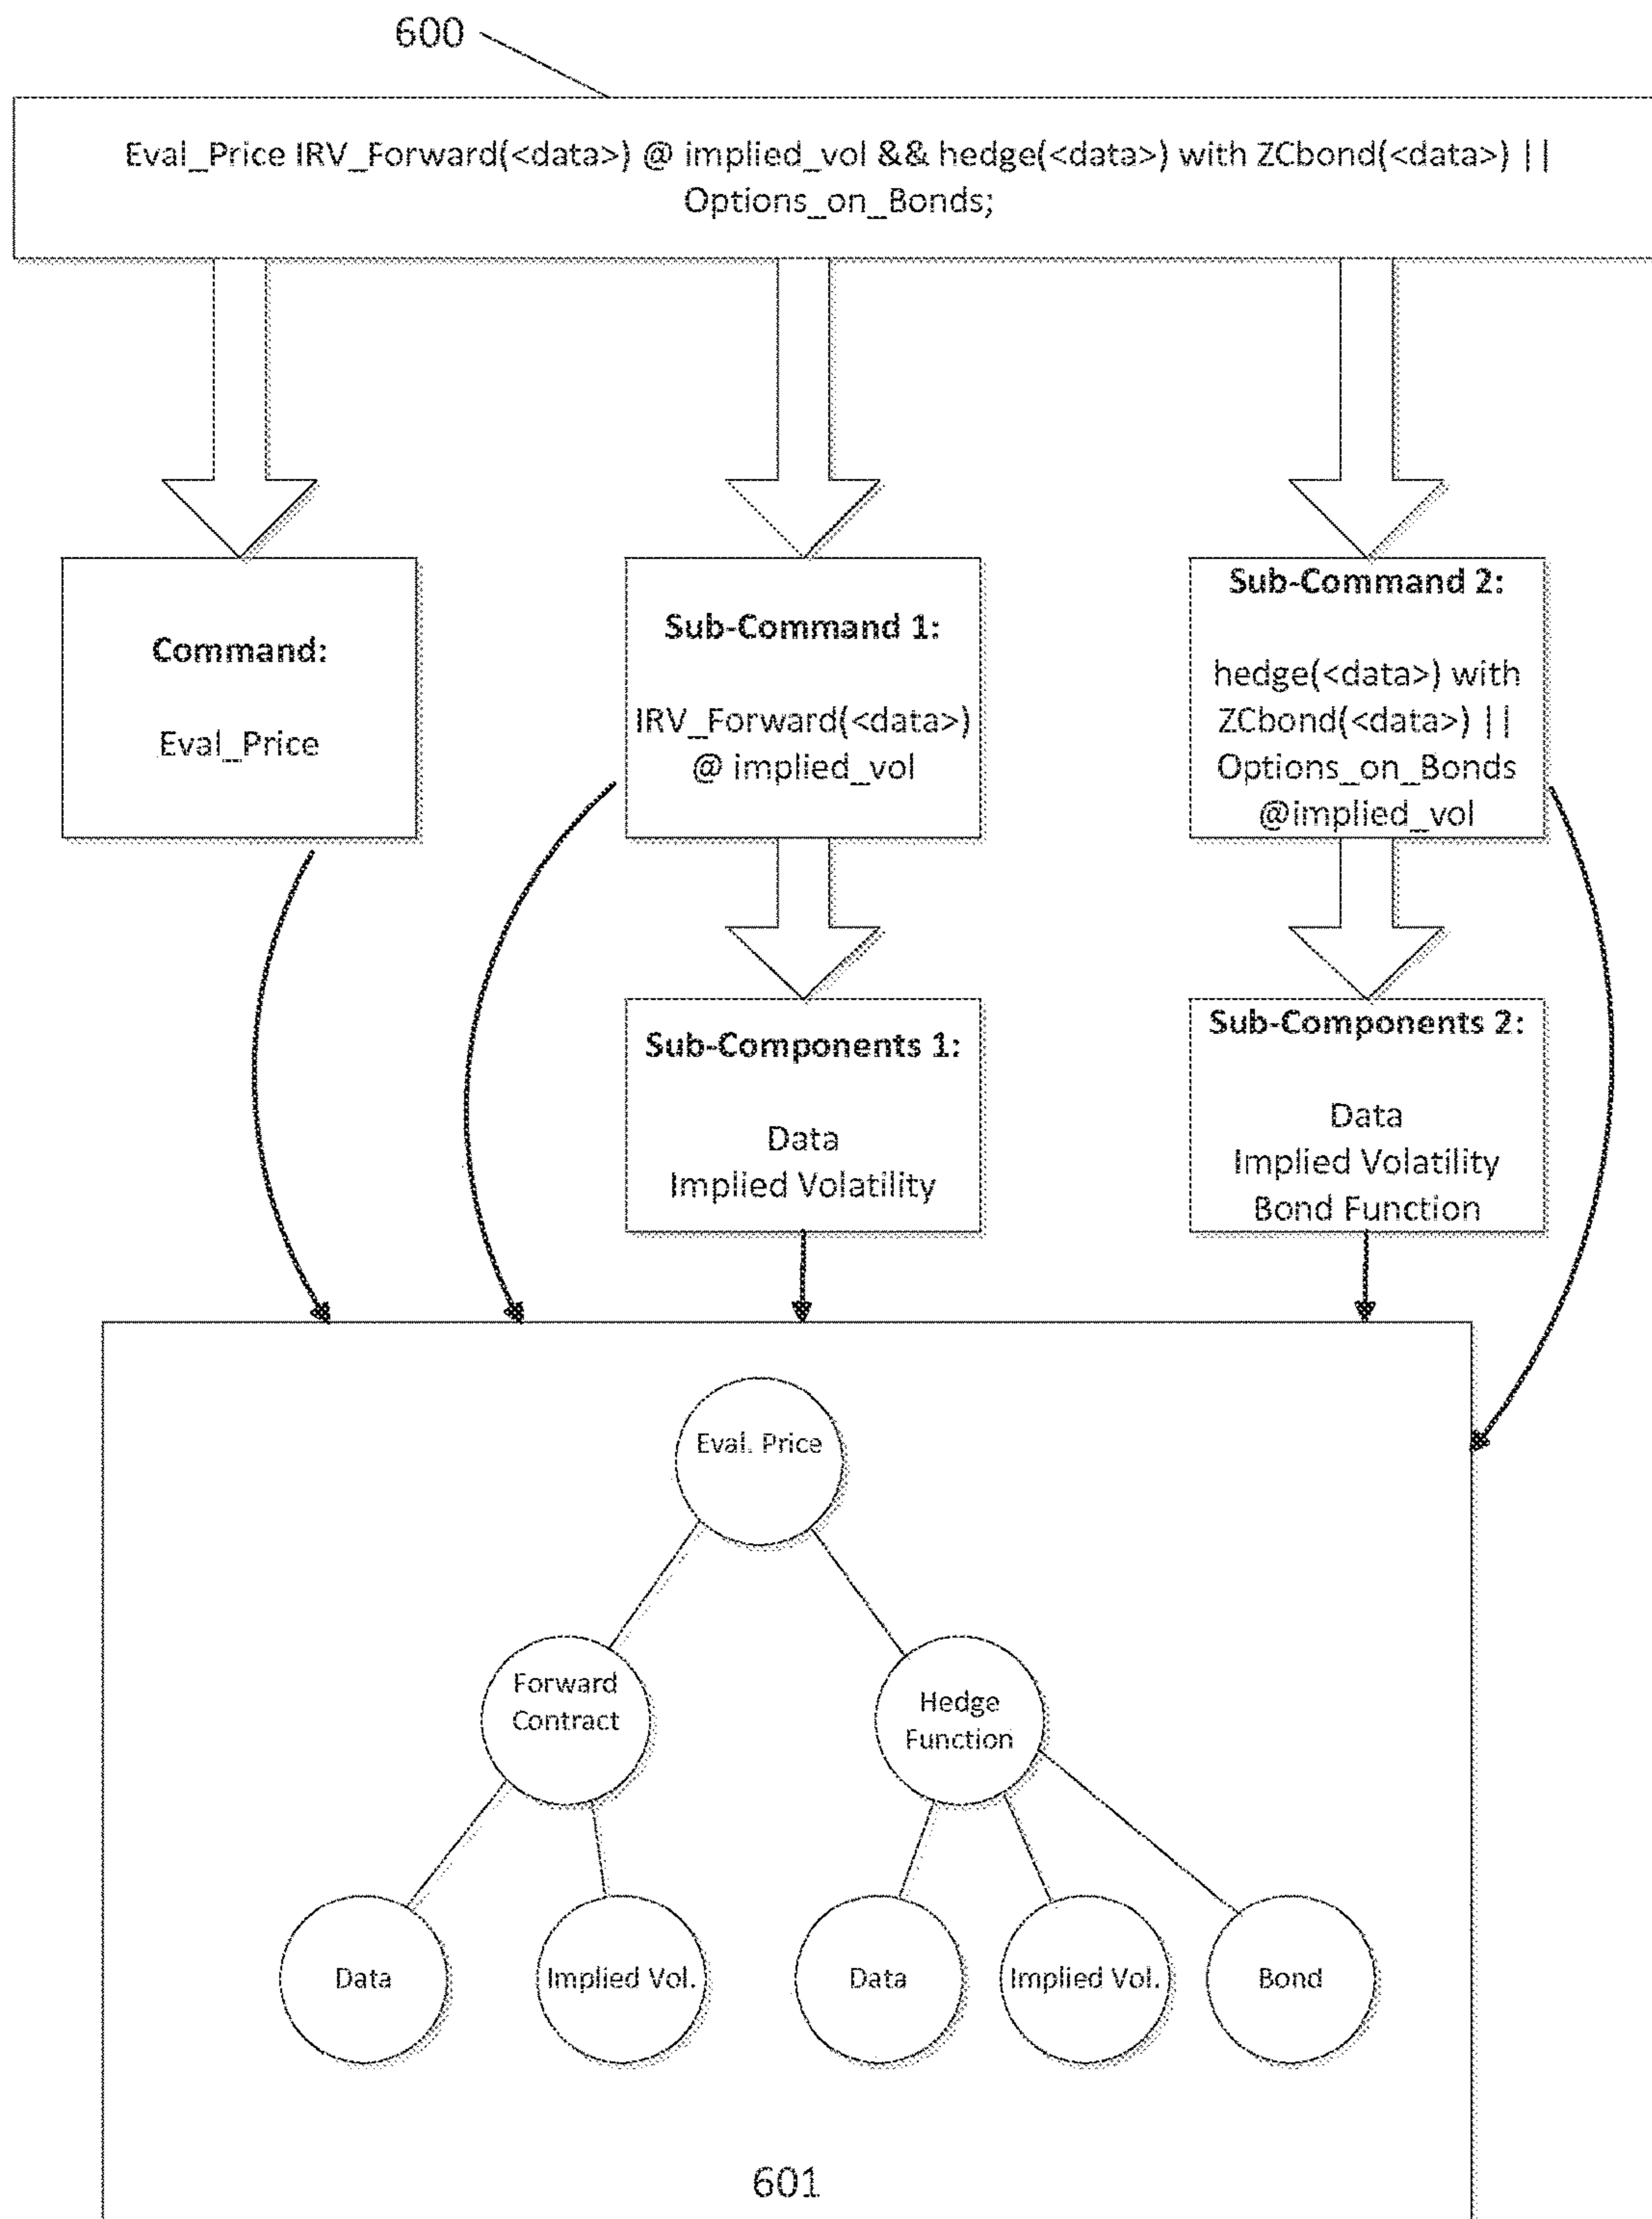 600
Eval_Price IRV_Forward(<data>) @ implied_vol && hedge(<data>) with ZCbond(<data>) ||
Options_on_Bonds;
Command:
Eval_Price
Sub-Command 1:
IRV_Forward(<data>)
@ implied_vol
Sub-Command 2:
hedge(<data>) with
ZCbond(<data>) ||
Options_on_Bonds
@implied_vol
Sub-Components 1:
Data
Implied Volatility
Sub-Components 2:
Data
Implied Volatility
Bond Function
Eval. Price
Forward
Contract
Hedge
Function
Data
Implied Vol.
Data
Implied Vol.
Bond
601